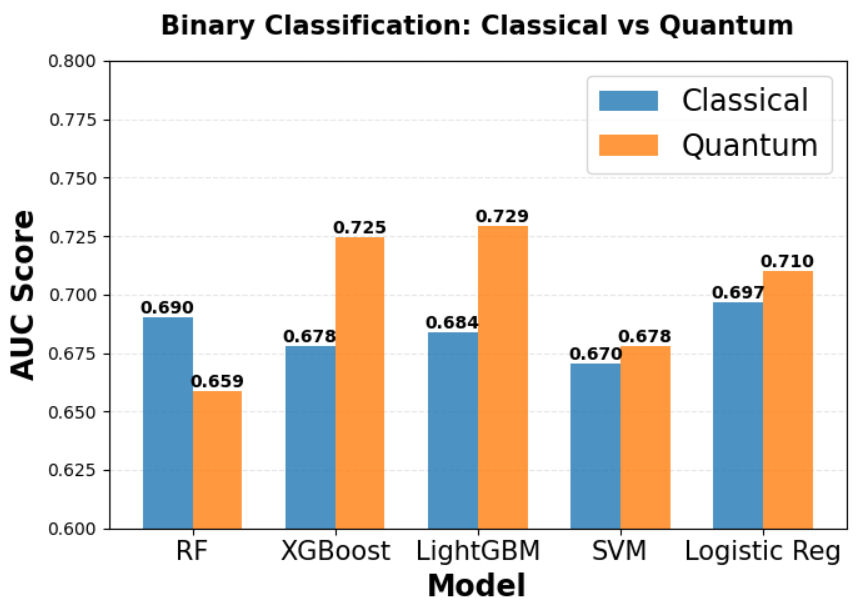 Binary Classification: Classical vs Quantum
0.800
0.775
0.750
0.725
0.700
0.675
0.650
0.625
0.600
AUC Score
Classical
Quantum
0.690
0.659
0.678
0.725
0.684
0.729
0.670
0.678
0.697
0.710
RF
XGBoost
LightGBM
SVM
Logistic Reg
Model